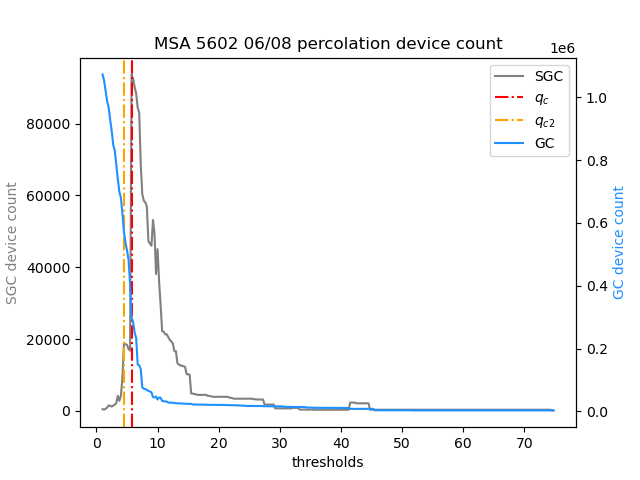 MSA 5602 06/08 percolation device count
1e6
SGC
q_c
q_c2
GC
SGC device count
80000
60000
40000
20000
0
1.0
0.8
0.6
0.4
0.2
0.0
GC device count
0 10 20 30 40 50 60 70
thresholds